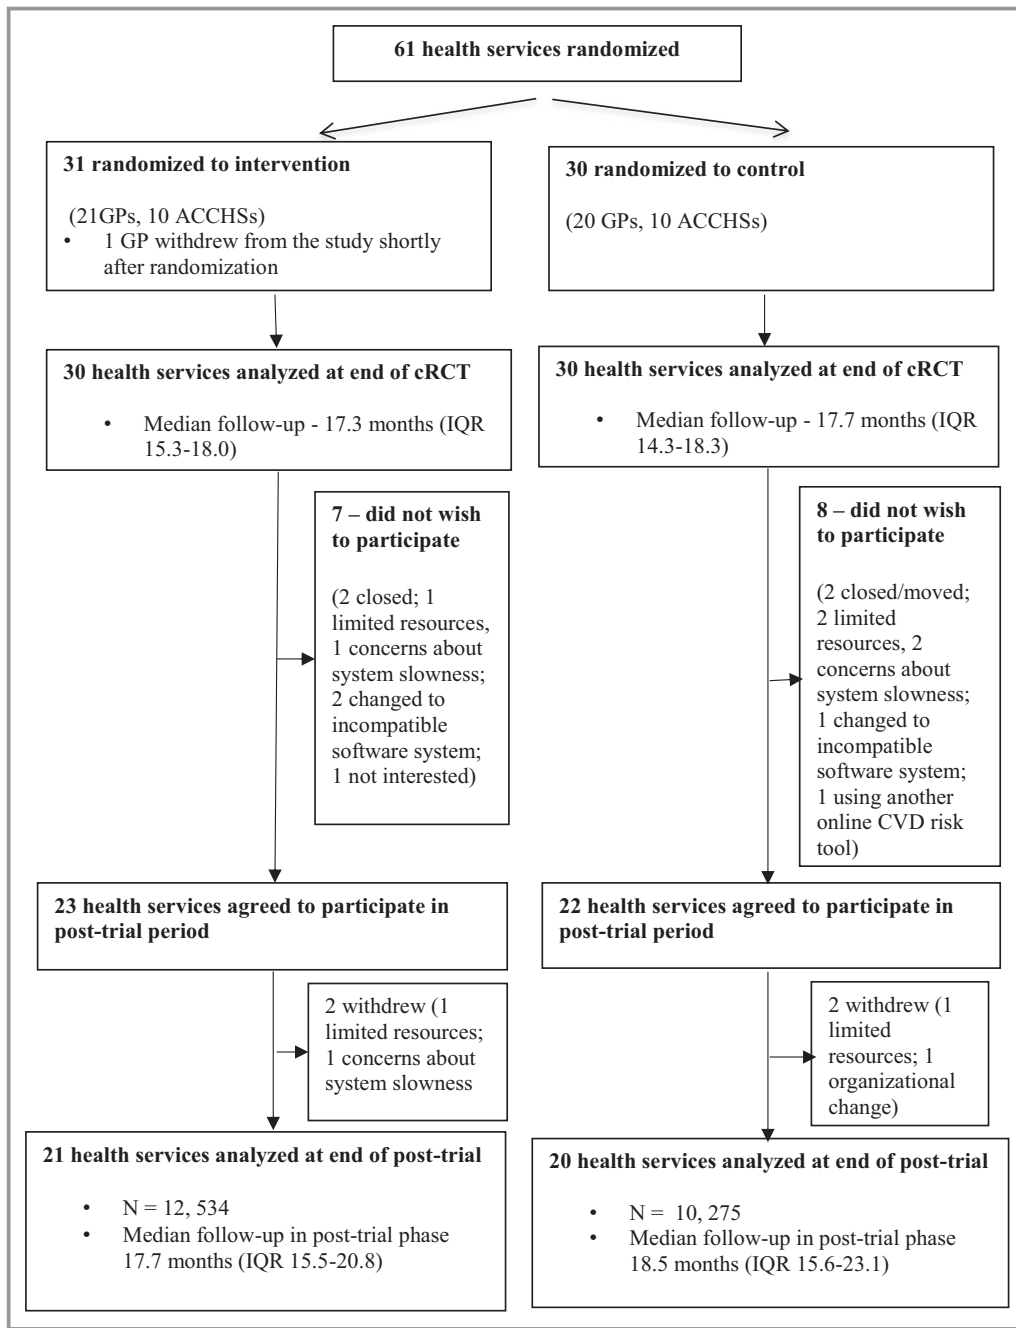 61 health services randomized
31 randomized to intervention
(21GPs, 10 ACCHSs)
• 1 GP withdrew from the study shortly
after randomization
30 randomized to control
(20 GPs, 10 ACCHSs)
30 health services analyzed at end of cRCT
• Median follow-up - 17.3 months (IQR
15.3-18.0)
30 health services analyzed at end of cRCT
• Median follow-up - 17.7 months (IQR
14.3-18.3)
7 – did not wish
to participate
(2 closed; 1
limited resources,
1 concerns about
system slowness;
2 changed to
incompatible
software system;
1 not interested)
8 – did not wish
to participate
(2 closed/moved;
2 limited
resources, 2
concerns about
system slowness;
1 changed to
incompatible
software system;
1 using another
online CVD risk
tool)
23 health services agreed to participate in
post-trial period
22 health services agreed to participate in
post-trial period
2 withdrew (1
limited resources;
1 concerns about
system slowness
2 withdrew (1
limited
resources; 1
organizational
change)
21 health services analyzed at end of post-trial
• N = 12, 534
• Median follow-up in post-trial phase
17.7 months (IQR 15.5-20.8)
20 health services analyzed at end of post-trial
• N =  10, 275
• Median follow-up in post-trial phase
18.5 months (IQR 15.6-23.1)